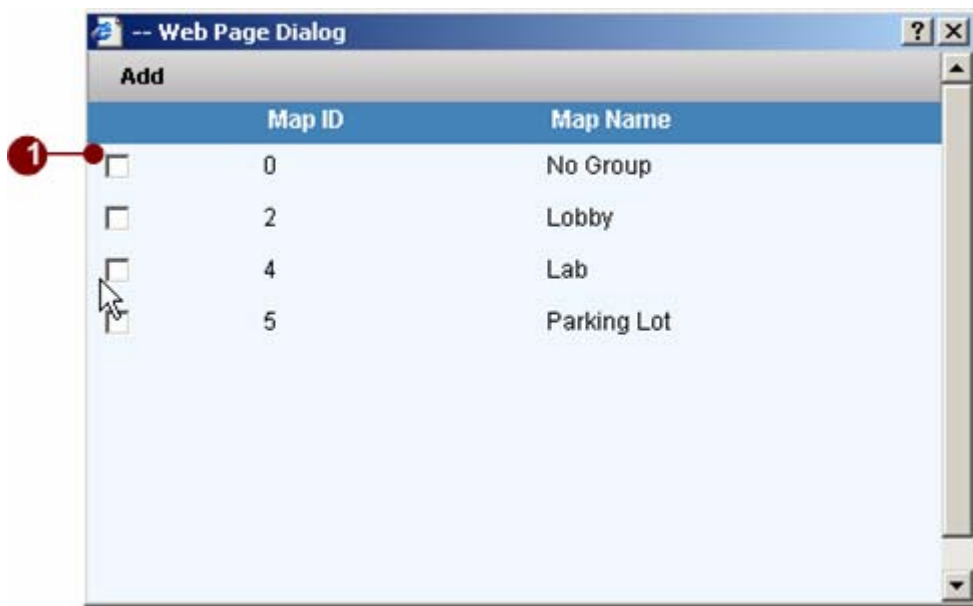 -- Web Page Dialog ? X
Add
Map ID Map Name
1 0 No Group
2 Lobby
4 Lab
5 Parking Lot